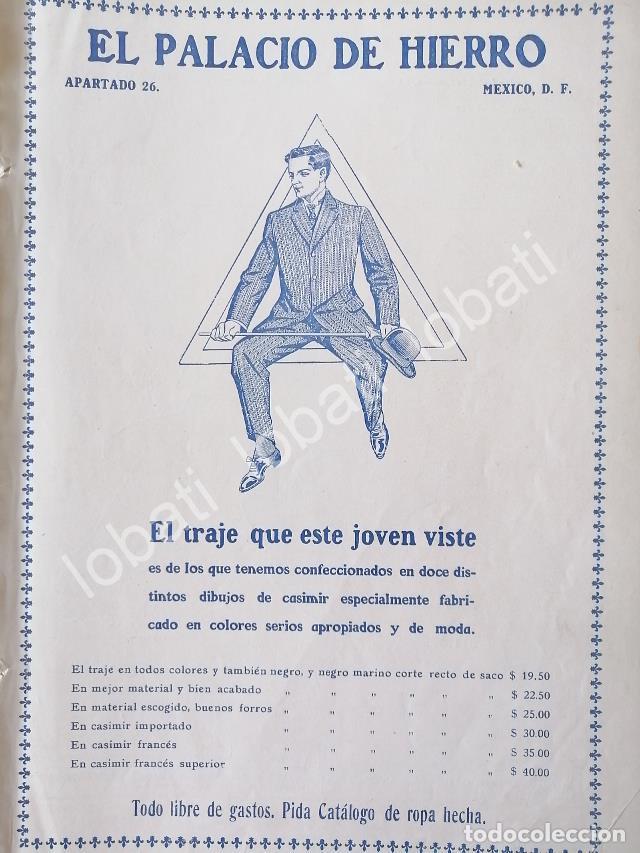 EL PALACIO DE HIERRO
APARTADO 26.
MEXICO, D. F.
El traje que este joven viste
es de los que tenemos confeccionados en doce dis-
tintos dibujos de casimir especialmente fabri-
cado en colores serios apropiados y de moda.
El traje en todos colores y también negro, y negro marino corte recto de saco $ 19.50
En mejor material y bien acabado " " " " " " $ 22.50
En material escogido, buenos forros " " " " " " $ 25.00
En casimir importado " " " " " " $ 30.00
En casimir francés " " " " " " $ 35 00
En casimir francés superior " " " " " " $ 40.00
Todo libre de gastos. Pida Catálogo de ropa hecha.
lobati lobati lobati
todocoleccion